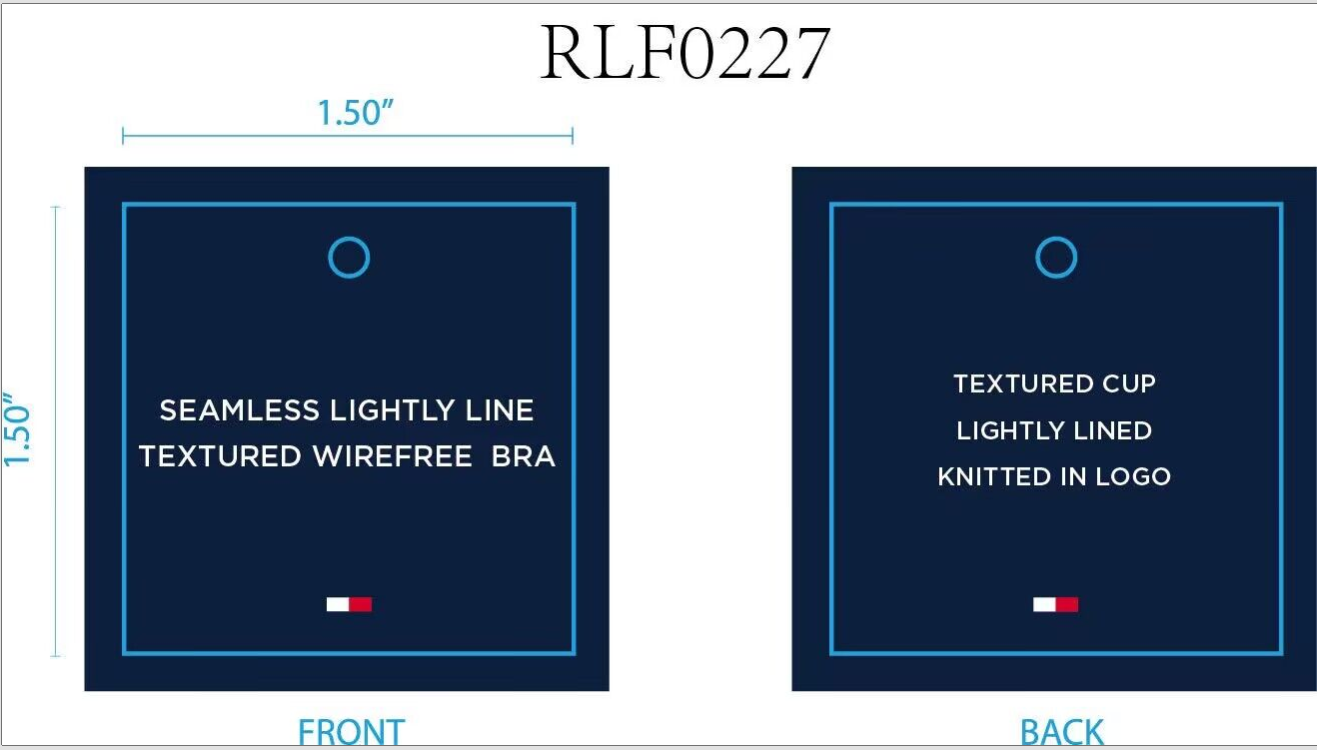 RLF0227
1.50”
1.50”
SEAMLESS LIGHTLY LINE
TEXTURED WIREFREE  BRA
FRONT
TEXTURED CUP
LIGHTLY LINED
KNITTED IN LOGO
BACK